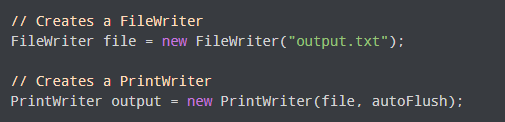 // Creates a FileWriter
FileWriter file = new FileWriter("output.txt");
// Creates a PrintWriter
PrintWriter output = new PrintWriter(file, autoFlush);